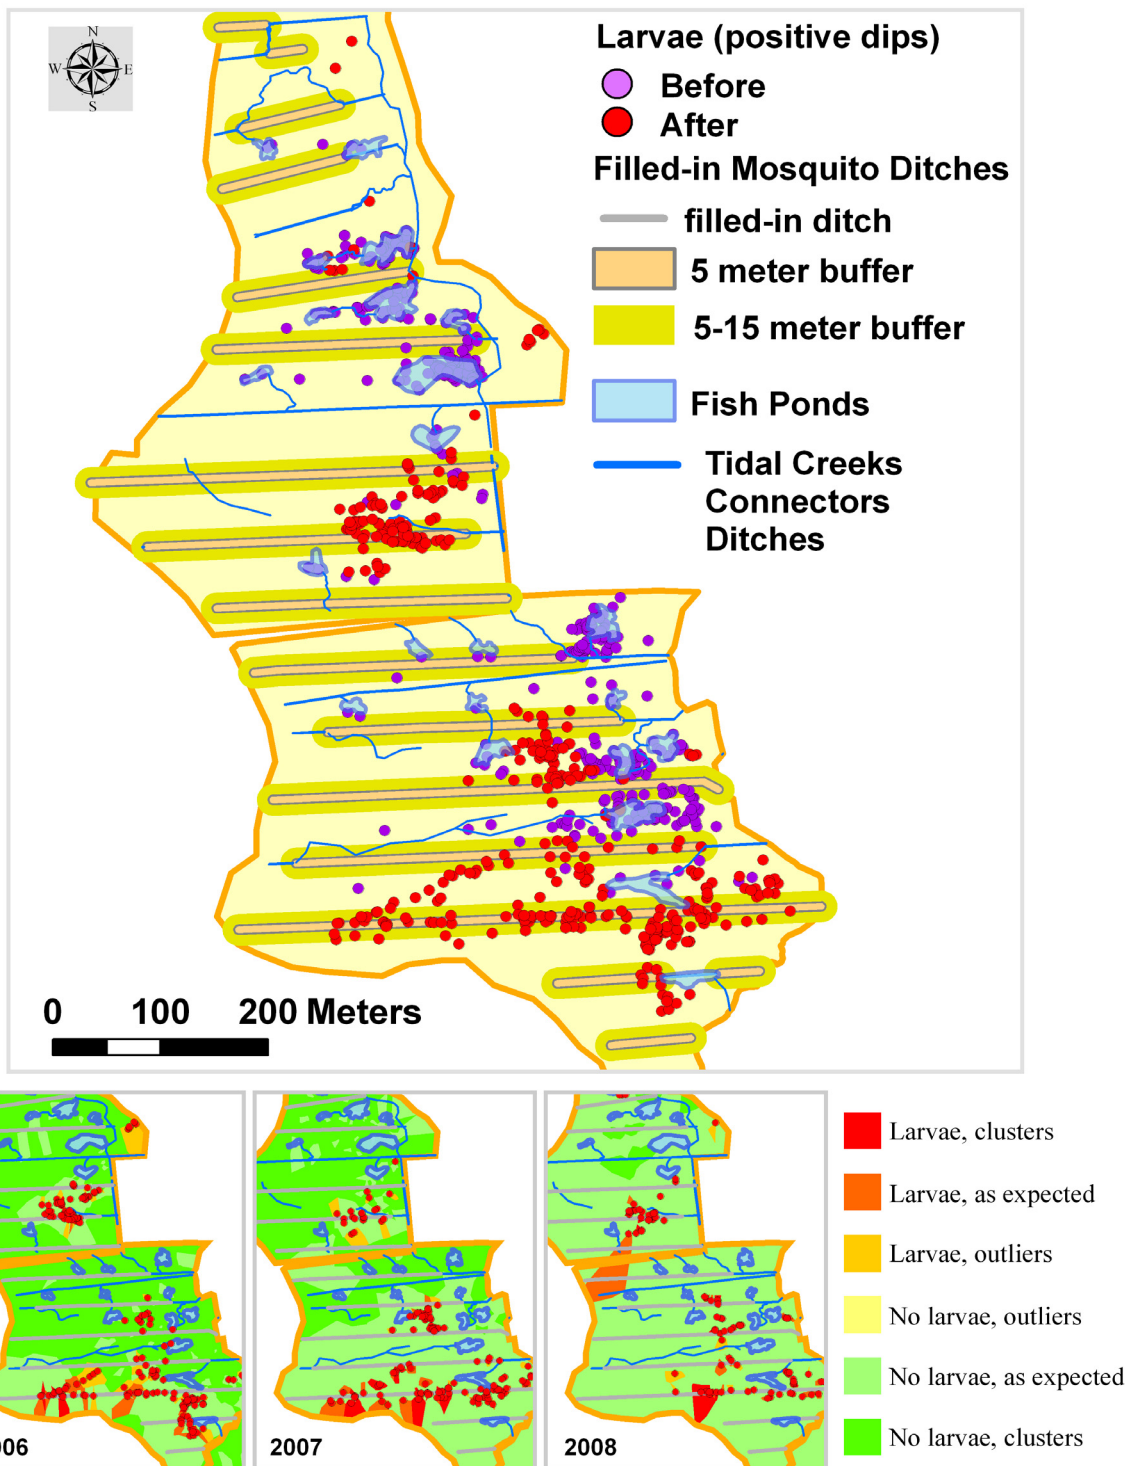 N
W E
S
Larvae (positive dips)
Before
After
Filled-in Mosquito Ditches
filled-in ditch
5 meter buffer
5-15 meter buffer
Fish Ponds
Tidal Creeks
Connectors
Ditches
0 100 200 Meters
Larvae, clusters
Larvae, as expected
Larvae, outliers
No larvae, outliers
No larvae, as expected
No larvae, clusters
06 2007 2008